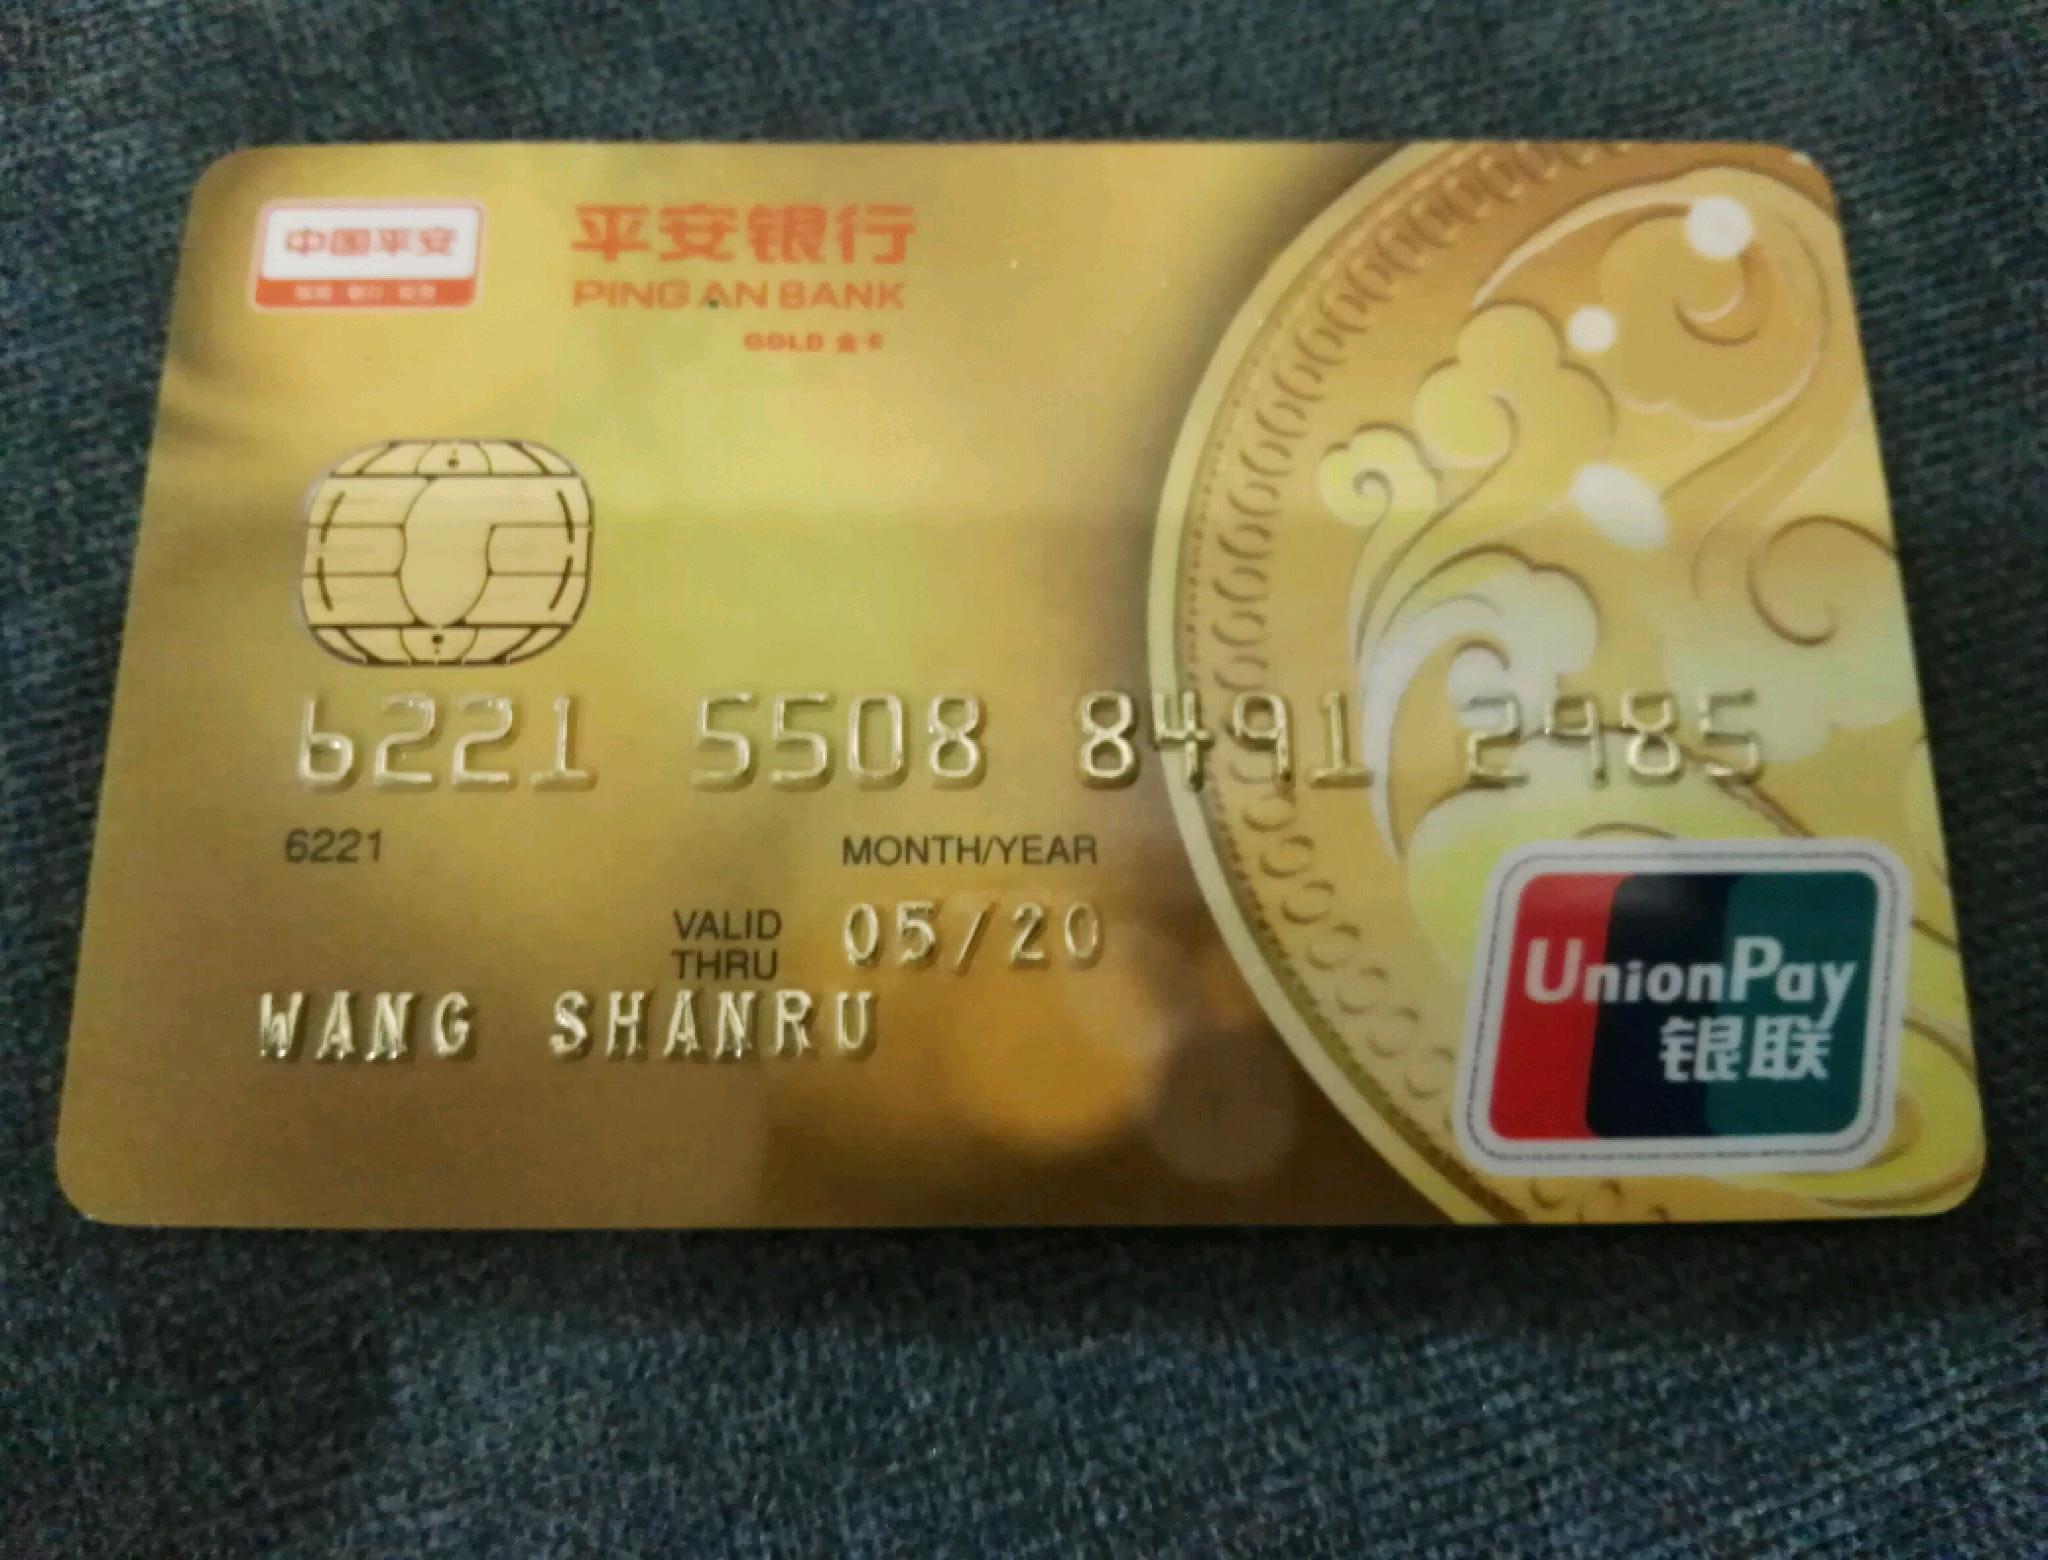 中国平安
平安银行
PING AN BANK
GOLD 金卡
6221 5508 8491 2985
6221
MONTH/YEAR
VALID THRU 05/20
WANG SHANRU
UnionPay
银联